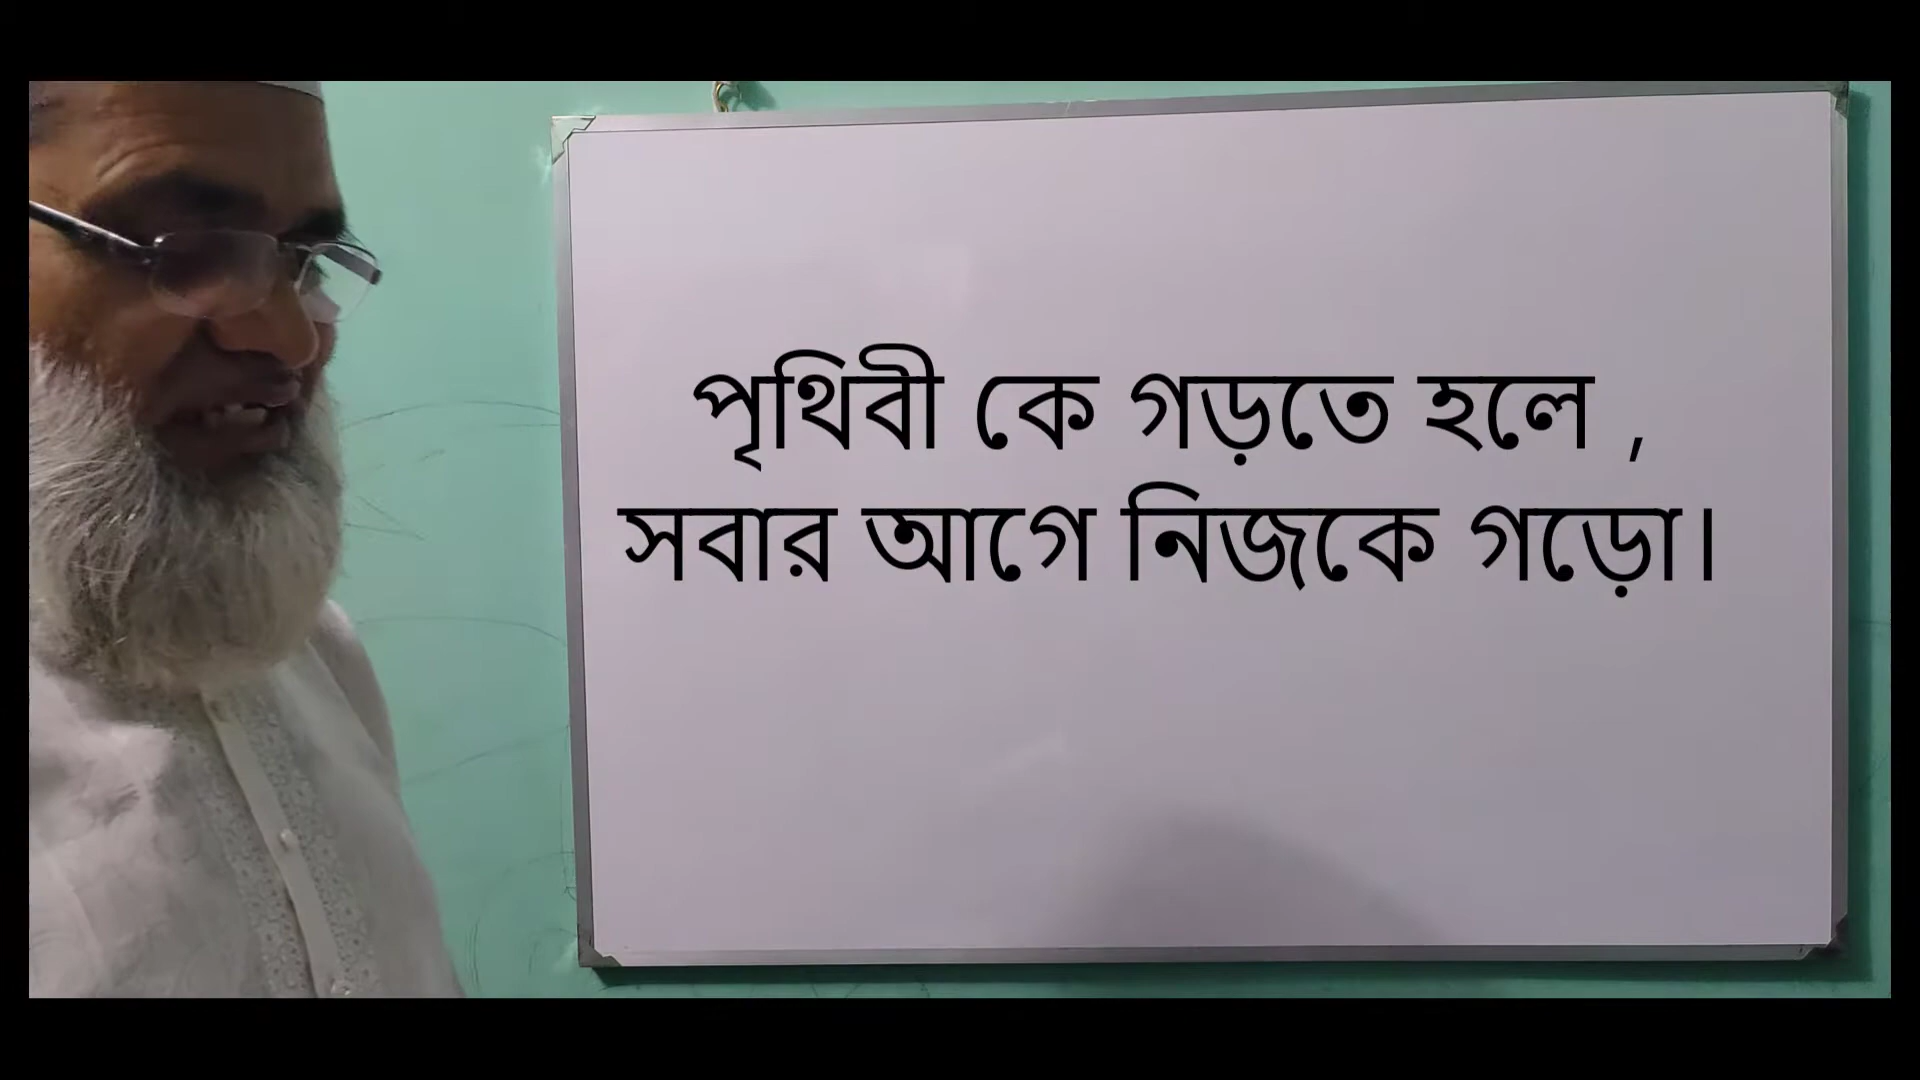 পৃথিবী কে গড়তে হলে ,
সবার আগে নিজকে গড়ো।